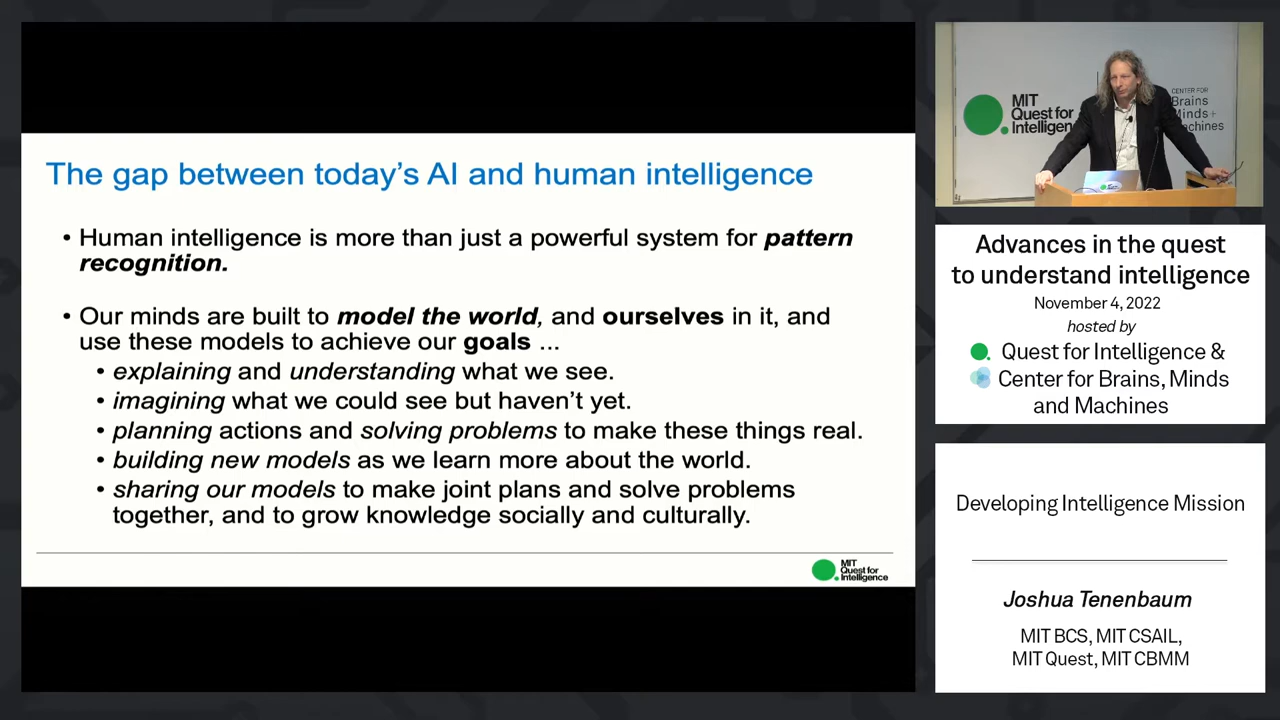 The gap between today's AI and human intelligence
• Human intelligence is more than just a powerful system for pattern
recognition.
• Our minds are built to model the world, and ourselves in it, and
use these models to achieve our goals ...
• explaining and understanding what we see.
• imagining what we could see but haven't yet.
• planning actions and solving problems to make these things real.
• building new models as we learn more about the world.
• sharing our models to make joint plans and solve problems
together, and to grow knowledge socially and culturally.
MIT
Quest for
Intelligence
MIT
Quest for
Intelligence
CENTER FOR
Brains
Minds+
Machines
Advances in the quest
to understand intelligence
November 4, 2022
hosted by
Quest for Intelligence &
Center for Brains, Minds
and Machines
Developing Intelligence Mission
Joshua Tenenbaum
MIT BCS, MIT CSAIL,
MIT Quest, MIT CBMM